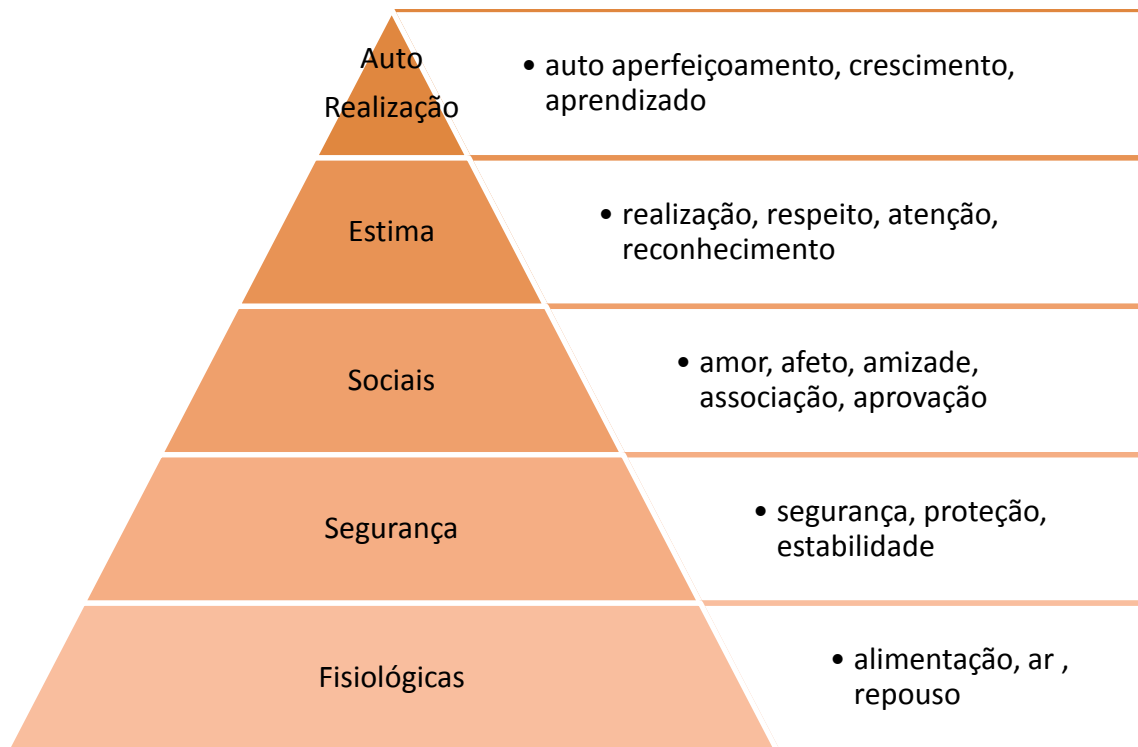 Auto
Realização
• auto aperfeiçoamento, crescimento,
aprendizado
Estima
• realização, respeito, atenção,
reconhecimento
Sociais
• amor, afeto, amizade,
associação, aprovação
Segurança
• segurança, proteção,
estabilidade
Fisiológicas
• alimentação, ar ,
repouso